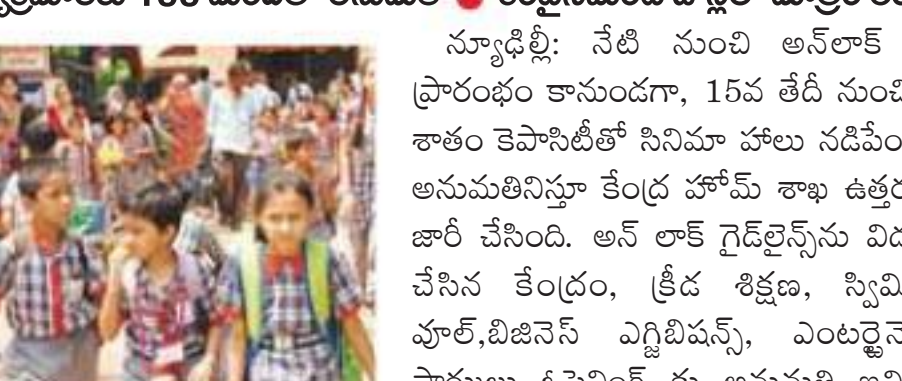 న్యూఢిల్లీ: నేటి నుంచి అన్‌లాక్
ప్రారంభం కానుండగా, 15వ తేదీ నుంచి
శాతం కెపాసిటీతో సినిమా హాలు నడిపేం
అనుమతినిస్తూ కేంద్ర హోమ్ శాఖ ఉత్తర
జారీ చేసింది. అన్ లాక్ గైడ్‌లైన్స్‌ను విడ
చేసిన కేంద్రం, క్రీడ శిక్షణ, స్విమి
వూల్,బిజినెస్ ఎగ్జిబిషన్స్, ఎంటర్టైనె